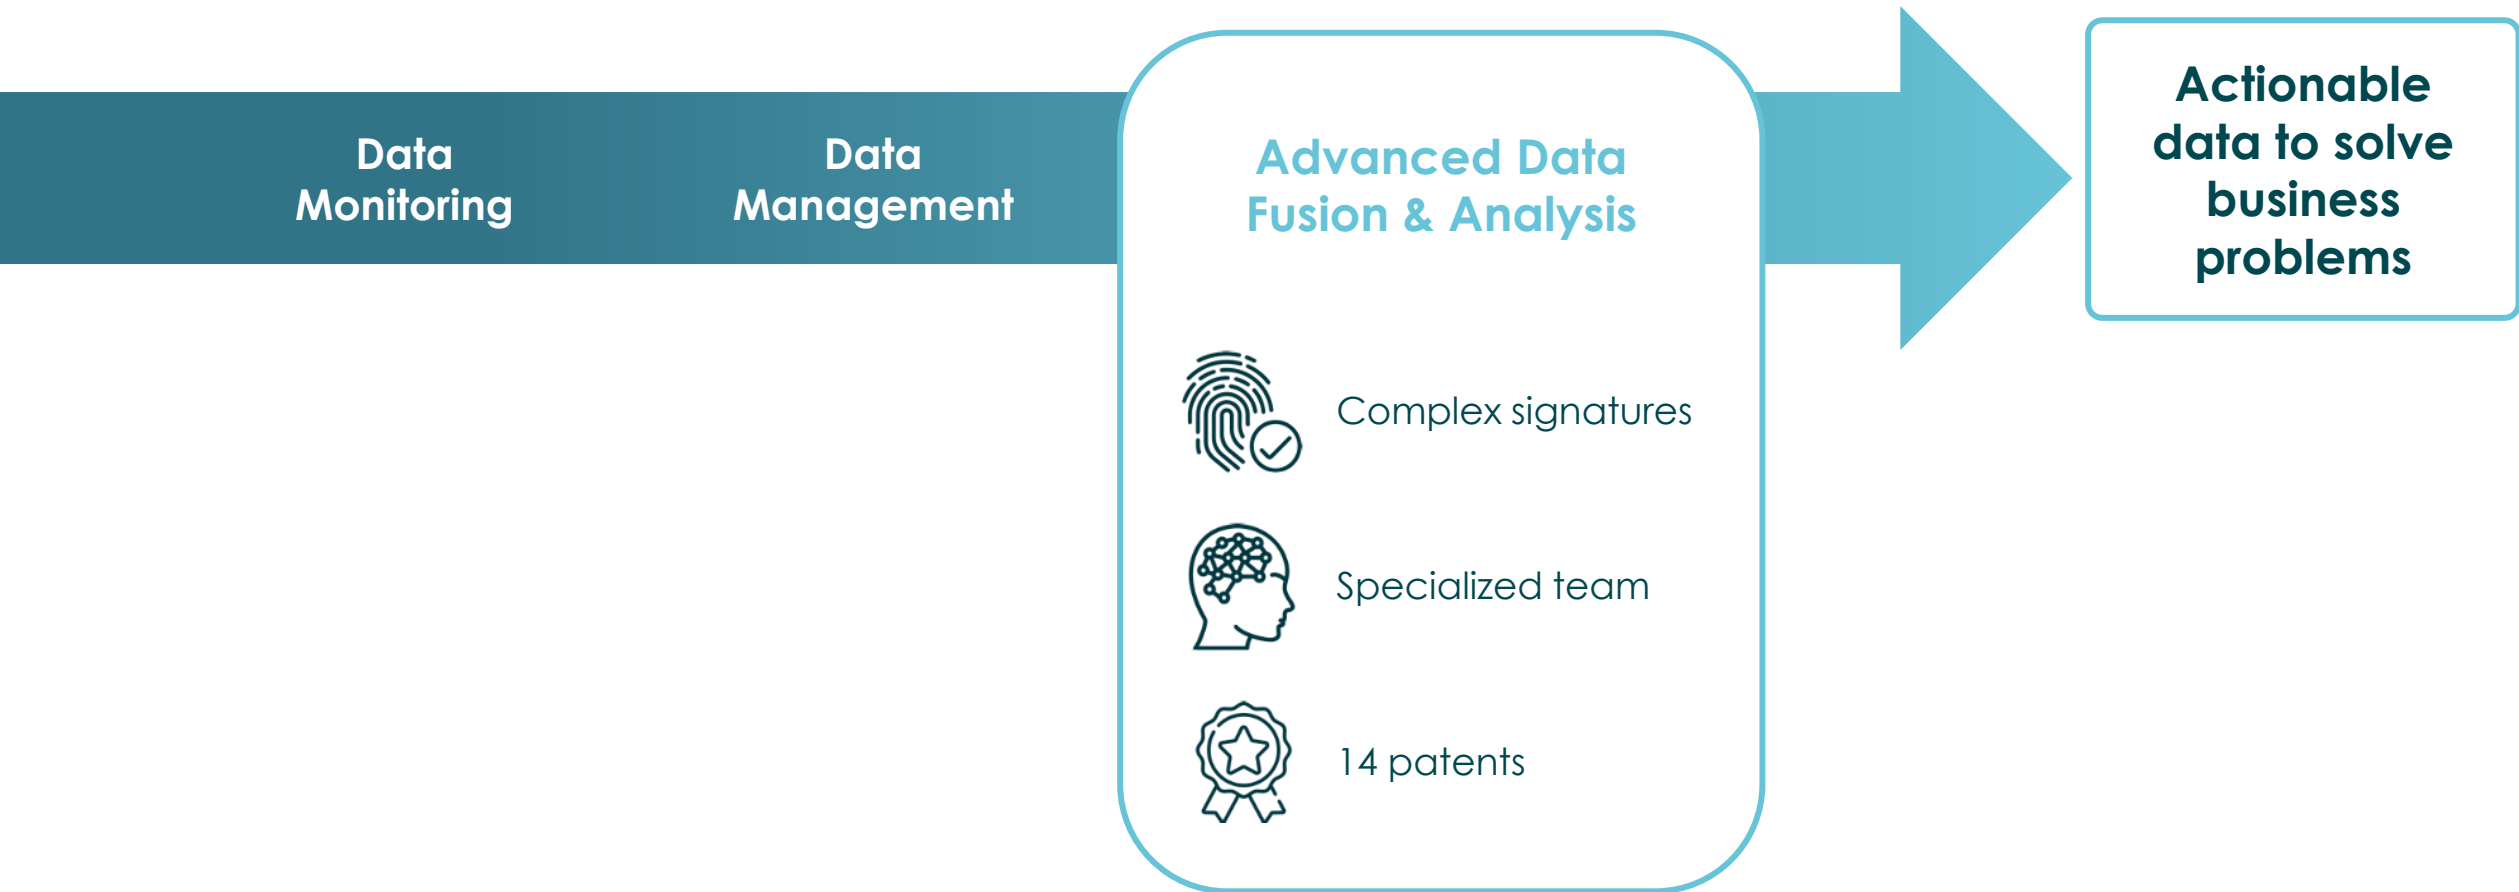 Data
Monitoring
Data
Management
Advanced Data
Fusion & Analysis
Complex signatures
Specialized team
14 patents
Actionable
data to solve
business
problems